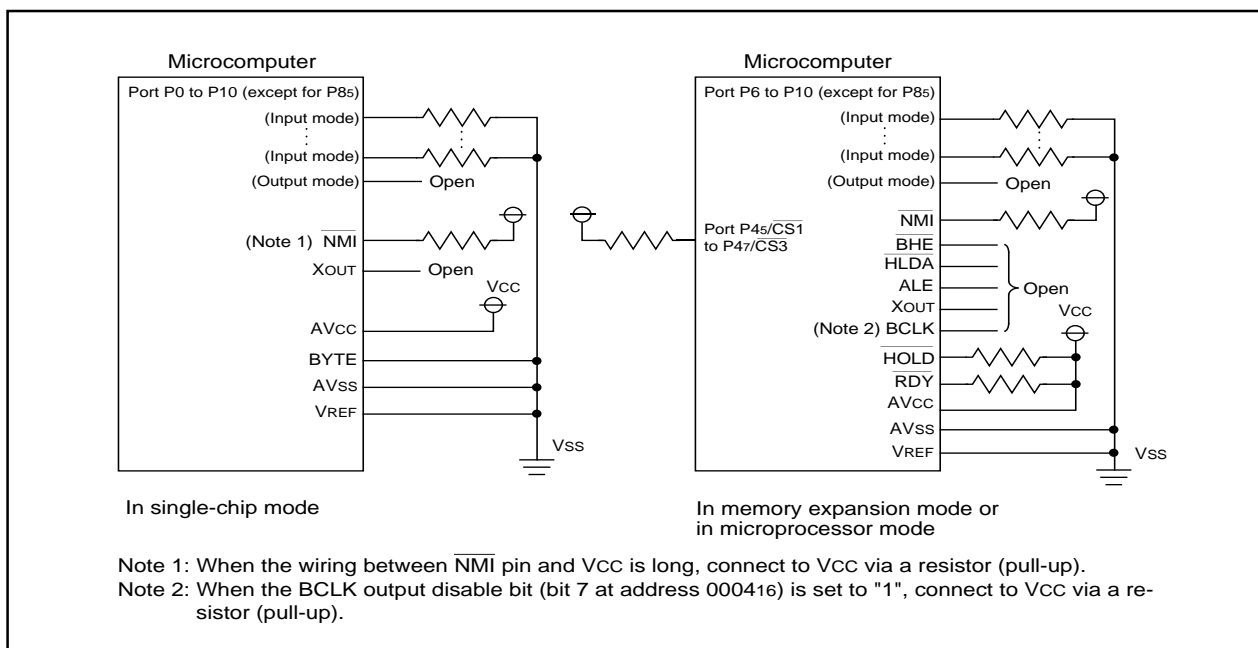 Microcomputer
Port P0 to P10 (except for P85)
(Input mode)
(Input mode)
(Output mode)
Open
(Note 1) NMI
XOUT
Open
VCC
AVCC
BYTE
AVSS
VREF
VSS
In single-chip mode
Microcomputer
Port P6 to P10 (except for P85)
(Input mode)
(Input mode)
(Output mode)
Open
NMI
Port P45/CS1
to P47/CS3
BHE
HLDA
ALE
Open
XOUT
VCC
(Note 2) BCLK
HOLD
RDY
AVCC
AVSS
VREF
VSS
In memory expansion mode or
in microprocessor mode
Note 1: When the wiring between NMI pin and VCC is long, connect to VCC via a resistor (pull-up).
Note 2: When the BCLK output disable bit (bit 7 at address 000416) is set to "1", connect to VCC via a re-
sistor (pull-up).